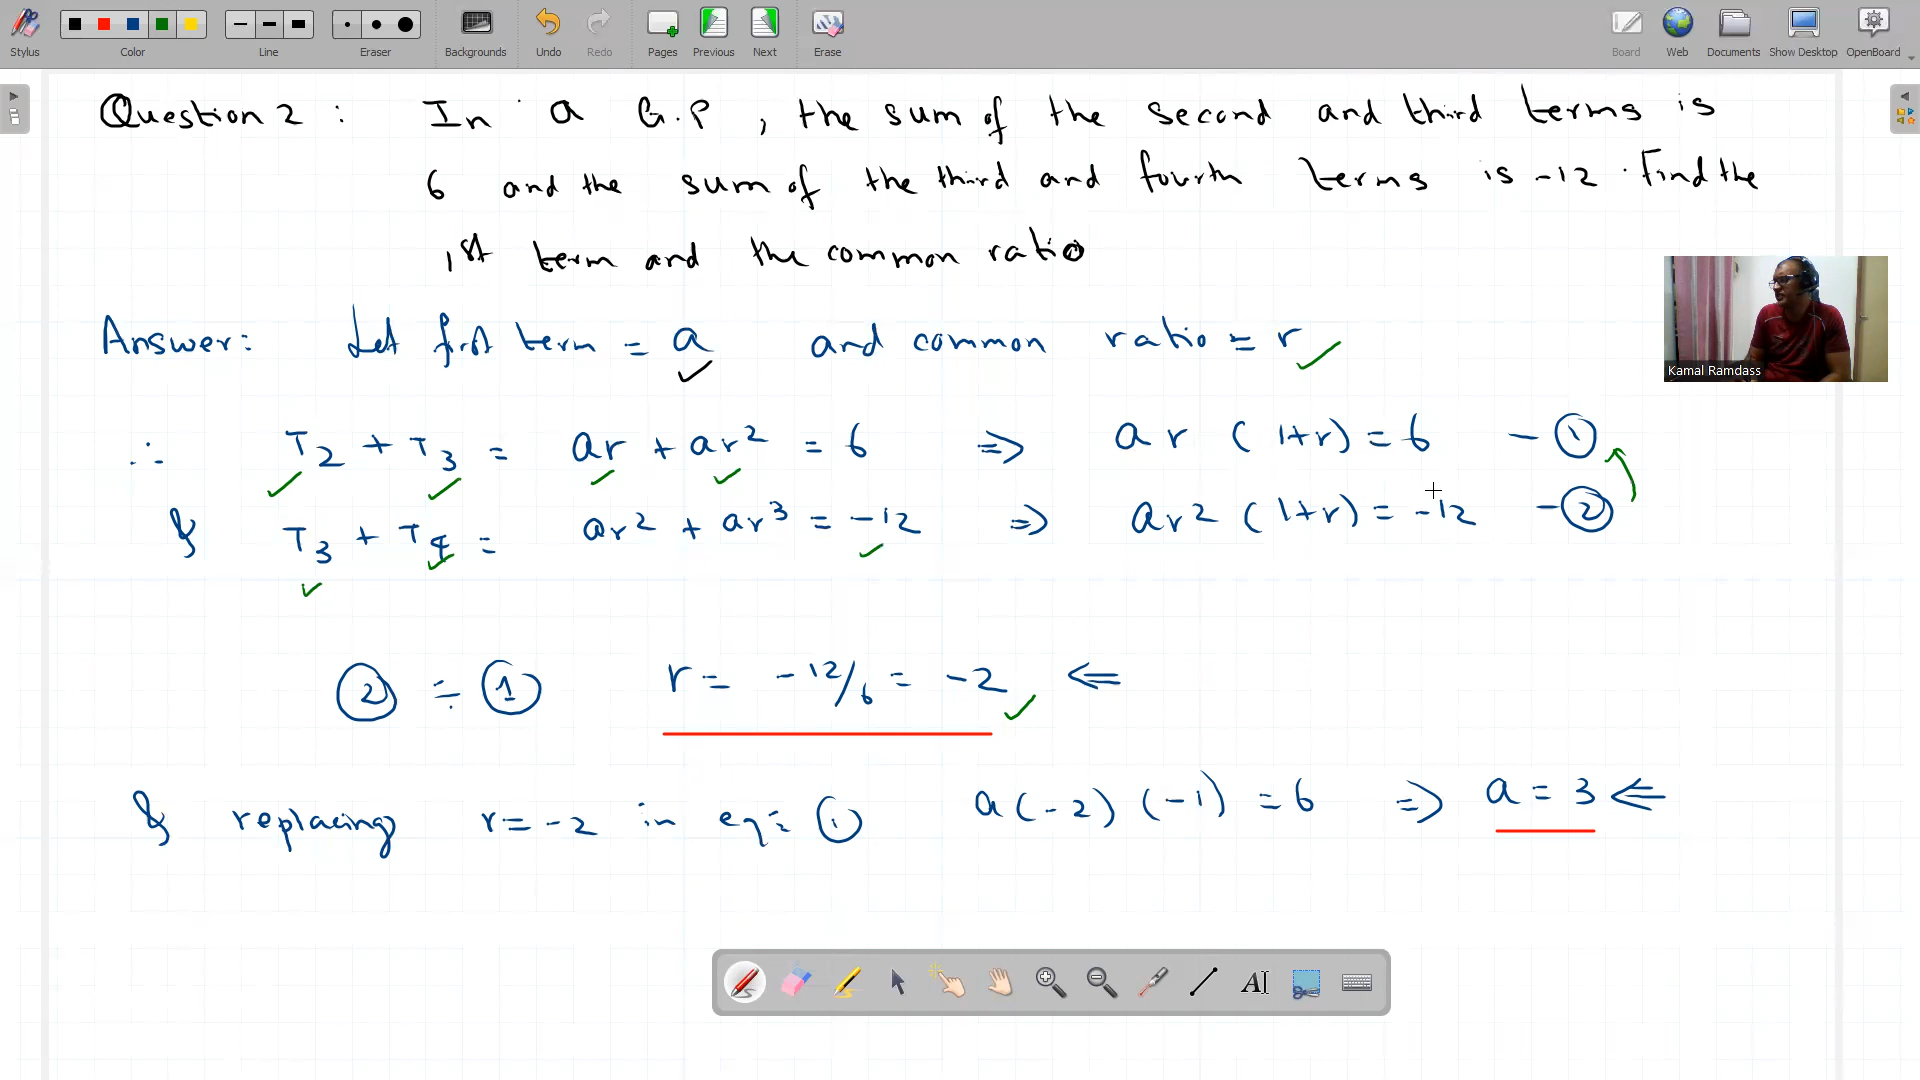 Stylus Color Line Eraser Backgrounds Undo Redo Pages Previous Next Erase Board Web Documents Show Desktop OpenBoard
Question 2 : In a G.P , the sum of the second and third terms is
6 and the sum of the third and fourth terms is -12 . Find the
1st term and the common ratio
Kamal Ramdass
Answer: Let first term = a and common ratio = r
∴ T2 + T3 = ar + ar² = 6 => ar (1+r) = 6 - ①
& T3 + T4 = ar² + ar³ = -12 => ar² (1+r) = -12 - ②
② ÷ ① r = -12/6 = -2 <=
& replacing r = -2 in eqn ① a(-2)(-1) = 6 => a = 3 <=
AI